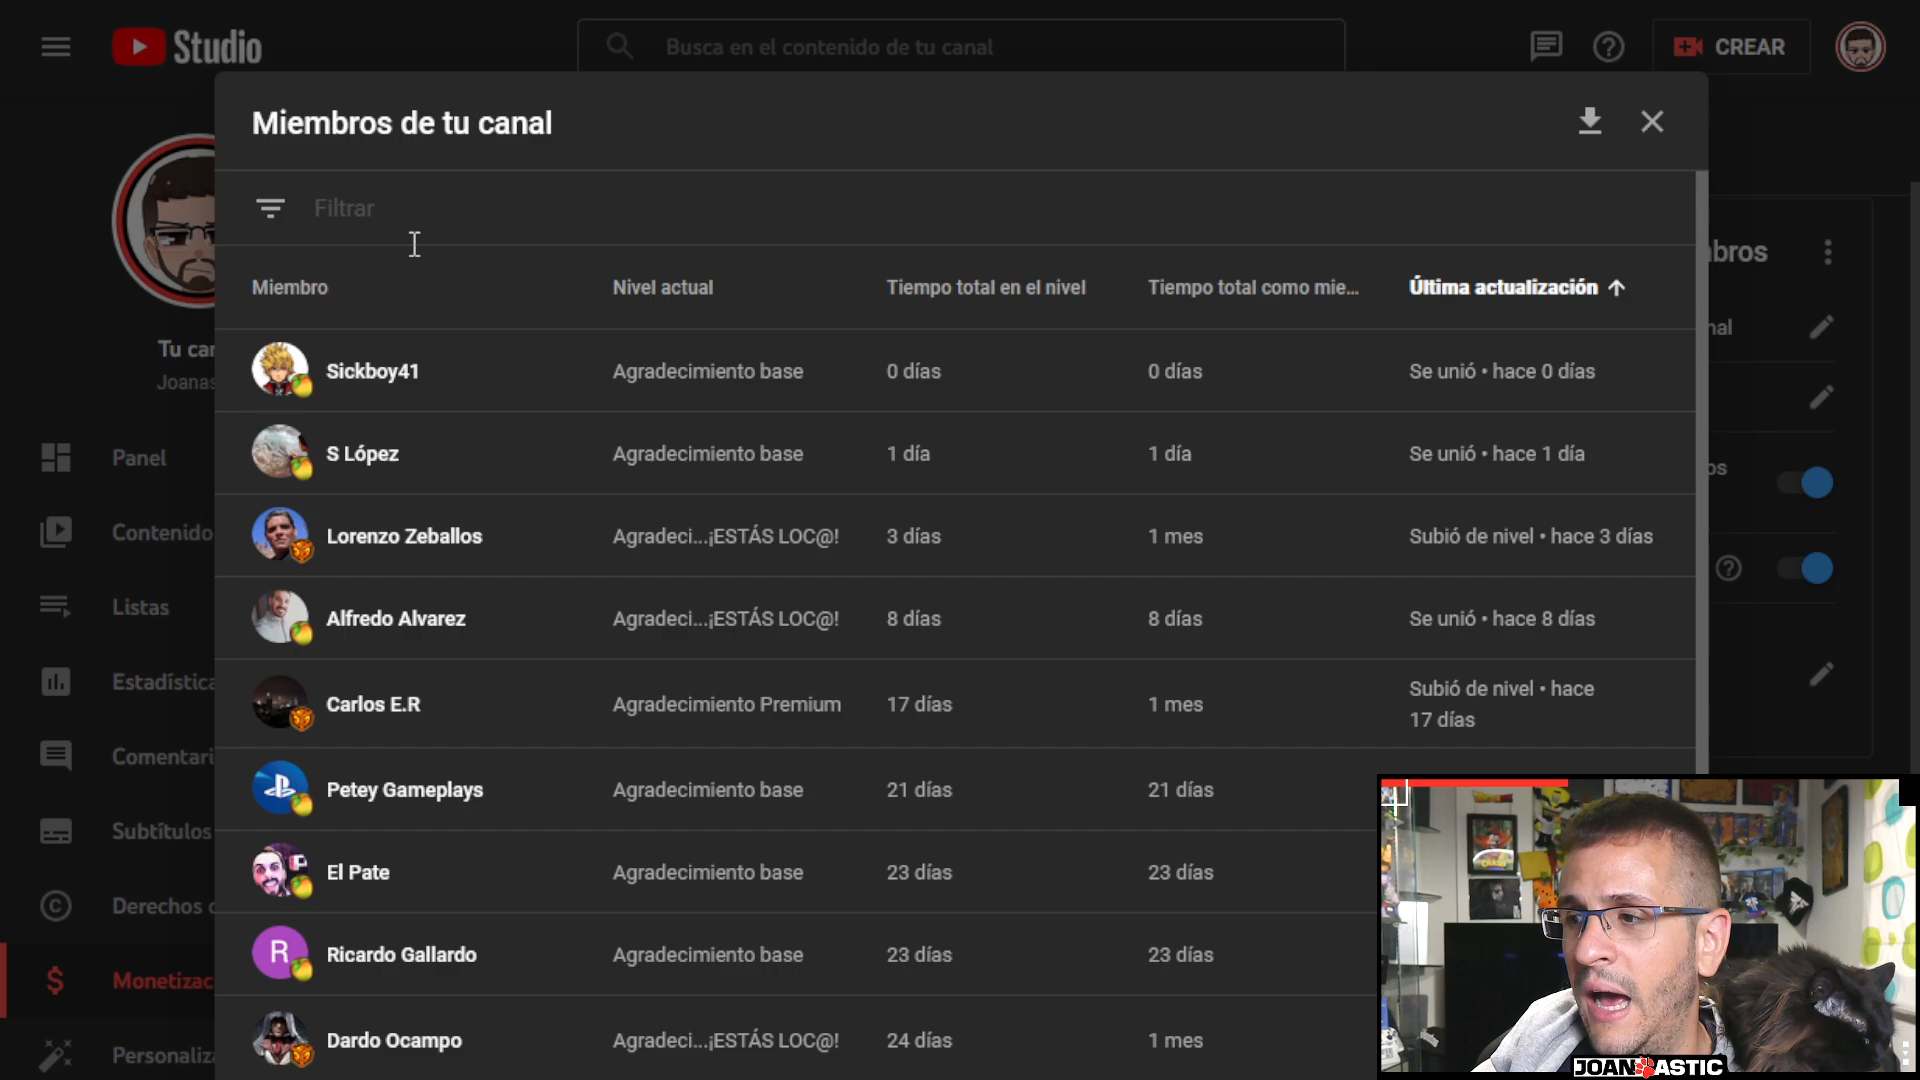 Studio
Busca en el contenido de tu canal
CREAR
Miembros de tu canal
Filtrar
Miembro Nivel actual Tiempo total en el nivel Tiempo total como mie... Última actualización
Sickboy41 Agradecimiento base 0 días 0 días Se unió • hace 0 días
S López Agradecimiento base 1 día 1 día Se unió • hace 1 día
Lorenzo Zeballos Agradeci...¡ESTÁS LOC@! 3 días 1 mes Subió de nivel • hace 3 días
Alfredo Alvarez Agradeci...¡ESTÁS LOC@! 8 días 8 días Se unió • hace 8 días
Carlos E.R Agradecimiento Premium 17 días 1 mes Subió de nivel • hace
17 días
Petey Gameplays Agradecimiento base 21 días 21 días
El Pate Agradecimiento base 23 días 23 días
R
Ricardo Gallardo Agradecimiento base 23 días 23 días
Dardo Ocampo Agradeci...¡ESTÁS LOC@! 24 días 1 mes
Tu car
Joanas
Panel
Contenido
Listas
Estadística
Comentari
Subtítulos
Derechos
Monetizac
Personaliza
bros
nal
os
JOAN ASTIC